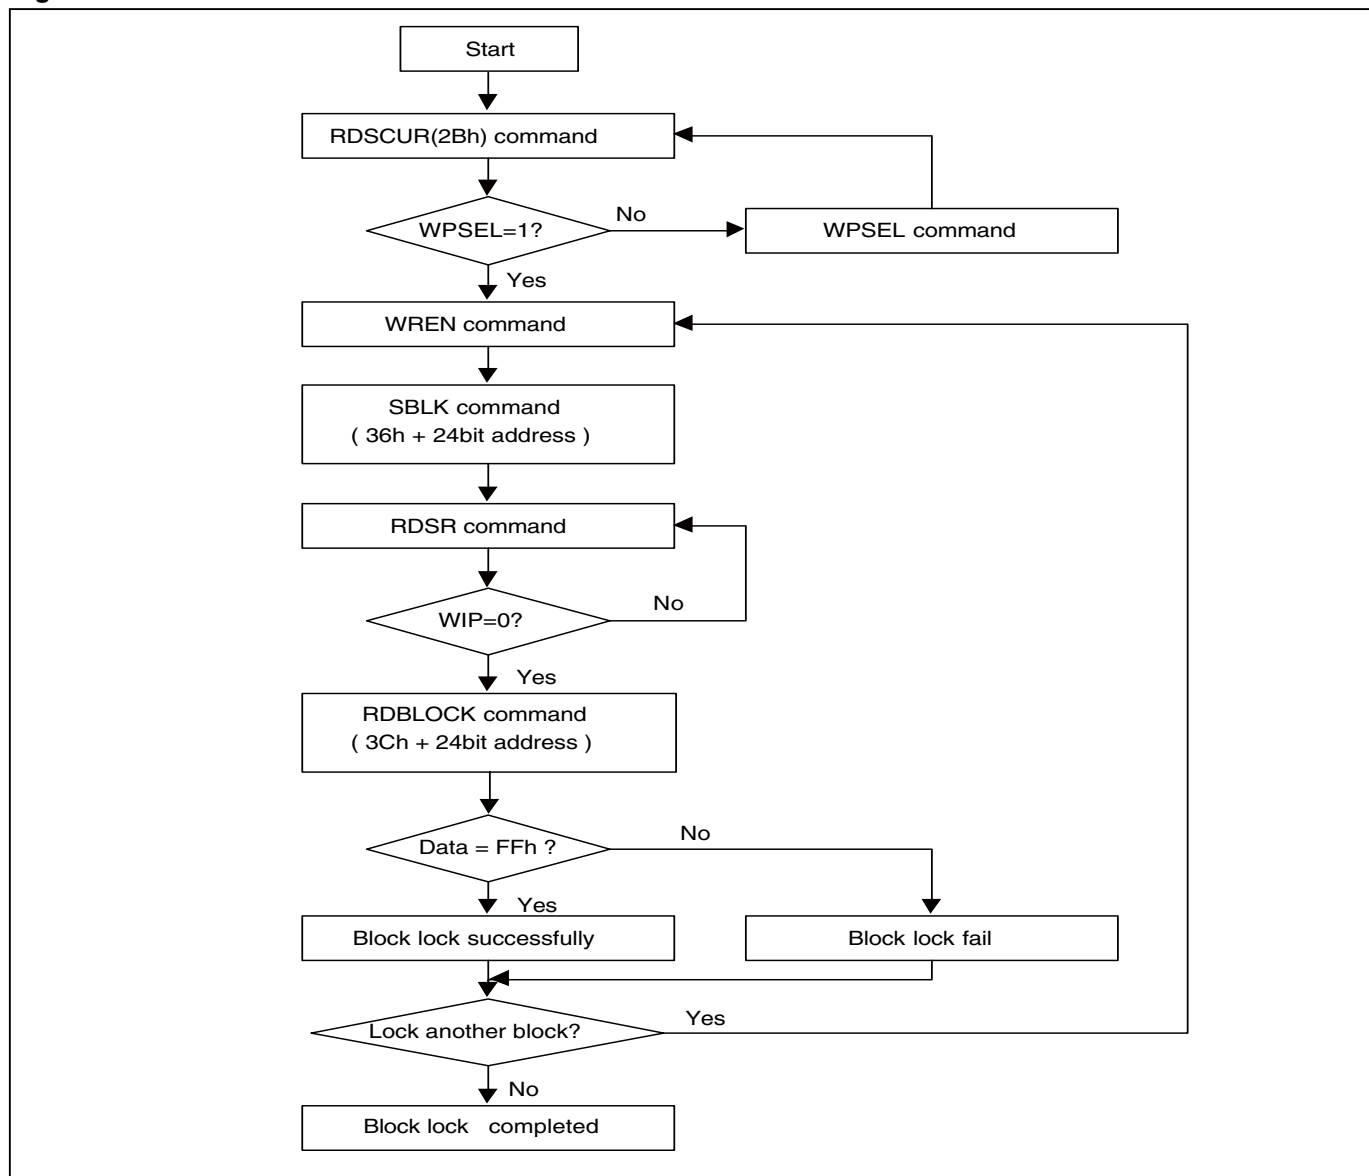 Start
RDSCUR(2Bh) command
WPSEL=1?
No
WPSEL command
Yes
WREN command
SBLK command
( 36h + 24bit address )
RDSR command
WIP=0?
No
Yes
RDBLOCK command
( 3Ch + 24bit address )
Data = FFh ?
No
Yes
Block lock successfully
Block lock fail
Lock another block?
Yes
No
Block lock completed